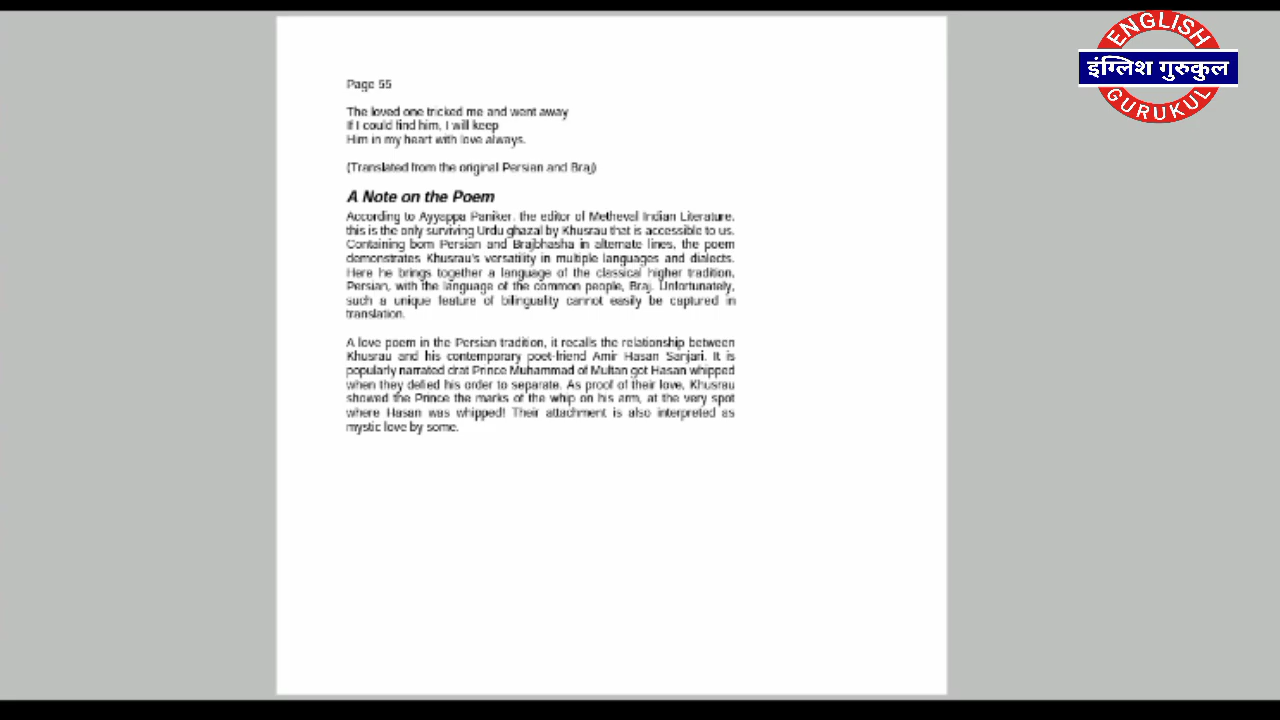 Page 55
The loved one tricked me and went away
If I could find him, I will keep
Him in my heart with love always.
(Translated from the original Persian and Braj)
A Note on the Poem
According to Ayyappa Paniker, the editor of Metheval Indian Literature,
this is the only surviving Urdu ghazal by Khusrau that is accessible to us.
Containing bom Persian and Brajbhasha in alternate lines, the poem
demonstrates Khusrau's versatility in multiple languages and dialects.
Here he brings together a language of the classical higher tradition,
Persian, with the language of the common people, Braj. Unfortunately,
such a unique feature of bilinguality cannot easily be captured in
translation.
A love poem in the Persian tradition, it recalls the relationship between
Khusrau and his contemporary poet-friend Amir Hasan Sanjari. It is
popularly narrated drat Prince Muhammad of Multan got Hasan whipped
when they defied his order to separate. As proof of their love, Khusrau
showed the Prince the marks of the whip on his arm, at the very spot
where Hasan was whipped! Their attachment is also interpreted as
mystic love by some.
ENGLISH
इंग्लिश गुरुकुल
GURUKUL